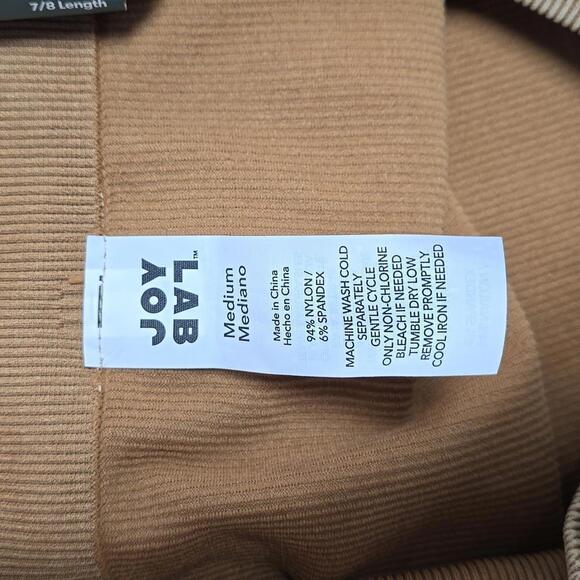 7/8 Length
JOY
LAB™
Medium
Mediano
Made in China
Hecho en China
94% NYLON /
6% SPANDEX
MACHINE WASH COLD
SEPARATELY
GENTLE CYCLE
ONLY NON-CHLORINE
BLEACH IF NEEDED
TUMBLE DRY LOW
REMOVE PROMPTLY
COOL IRON IF NEEDED